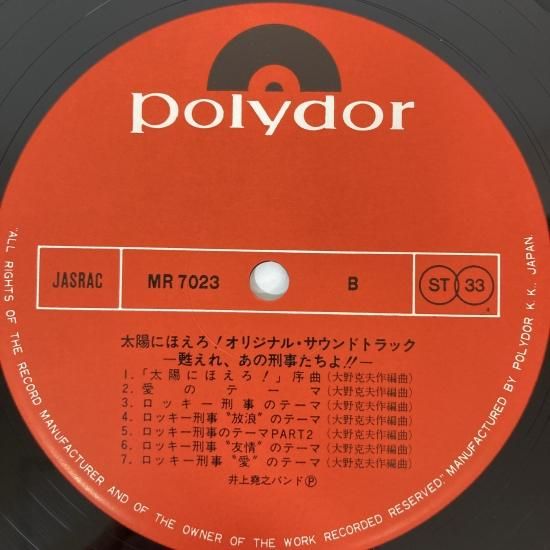 polydor
JASRAC MR 7023 B ST 33
太陽にほえろ！オリジナル・サウンドトラック
―甦えれ、あの刑事たちよ!!―
1.「太陽にほえろ！」序曲(大野克夫作編曲)
2. 愛のテーマ(大野克夫作編曲)
3. ロッキー刑事のテーマ(大野克夫作編曲)
4. ロッキー刑事〝放浪〟のテーマ(大野克夫作編曲)
5. ロッキー刑事のテーマPART2(大野克夫作編曲)
6. ロッキー刑事〝友情〟のテーマ(大野克夫作編曲)
7. ロッキー刑事〝愛〟のテーマ(大野克夫作編曲)
井上堯之バンド Ⓟ
"ALL RIGHTS OF THE RECORD MANUFACTURER AND OF THE OWNER OF THE WORK RECORDED RESERVED." MANUFACTURED BY POLYDOR K.K., JAPAN.